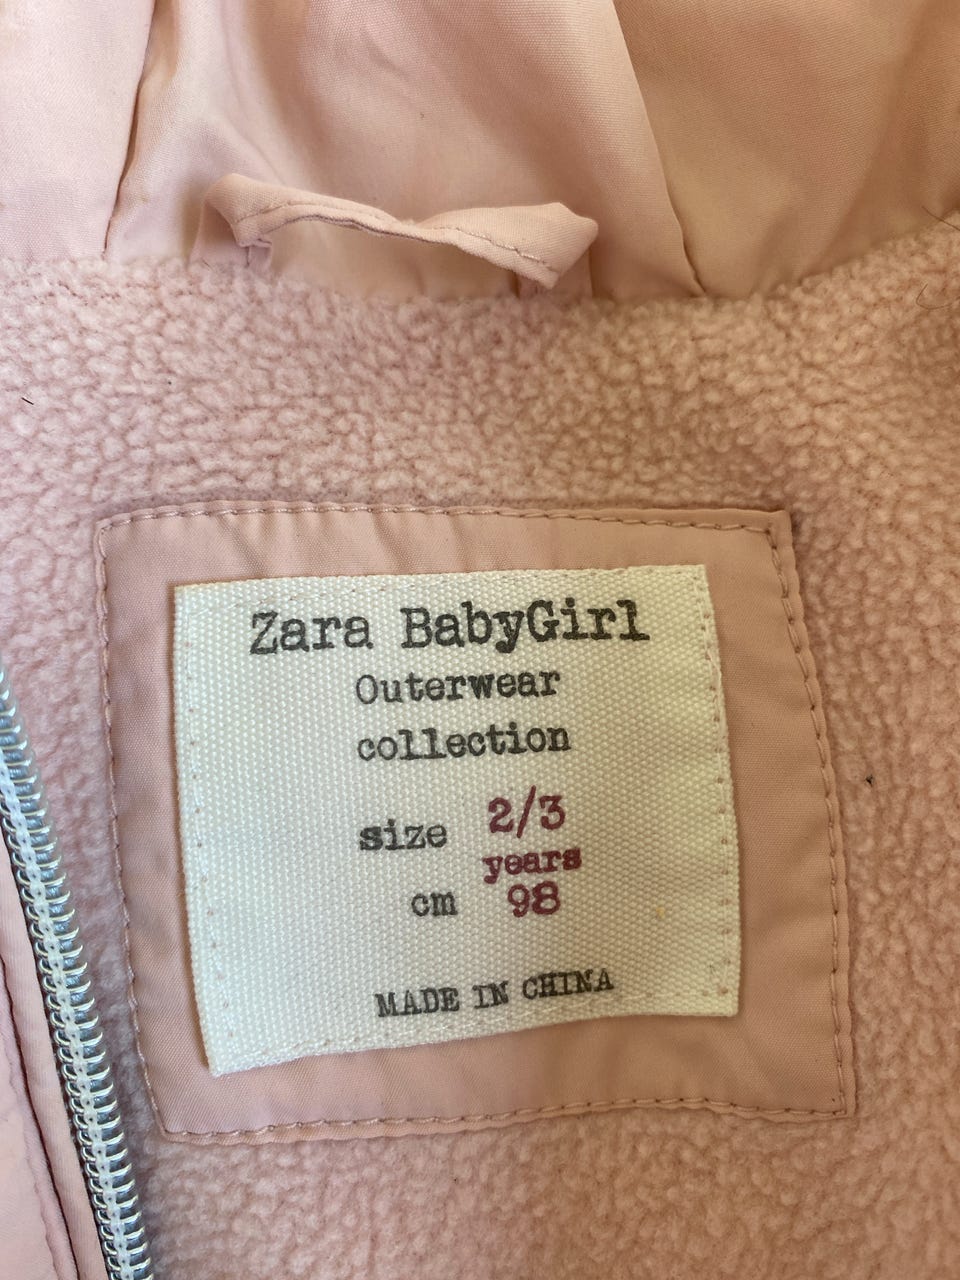 Zara BabyGirl
Outerwear
collection
size 2/3
years
cm 98
MADE IN CHINA